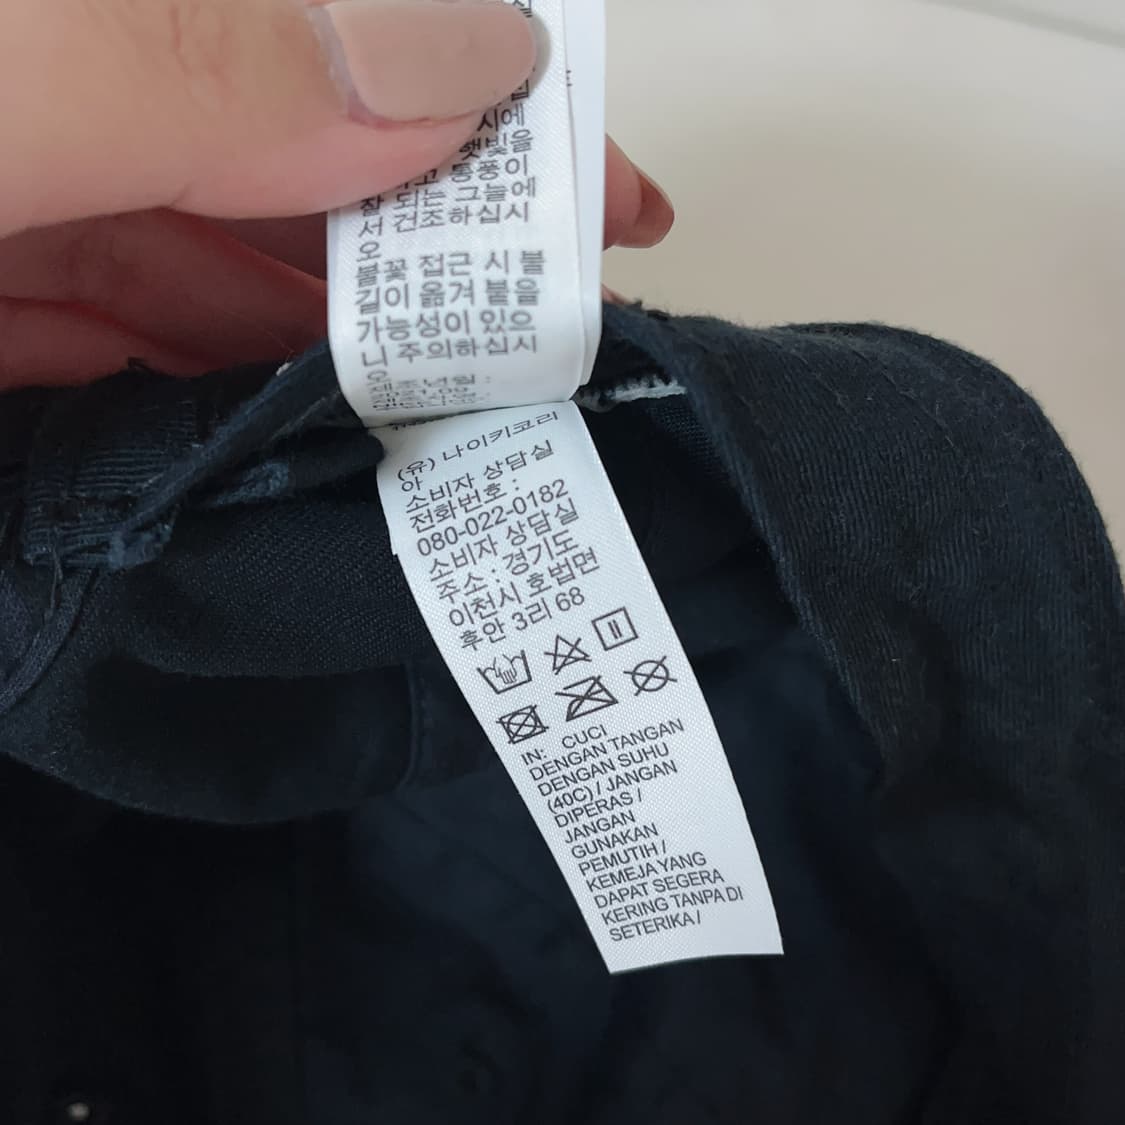 시에
햇빛을
고 통풍이
잘 되는 그늘에
서 건조하십시
오
불꽃 접근 시 불
길이 옮겨 붙을
가능성이 있으
니 주의하십시
오
제조년월 :
(유) 나이키코리
아
소비자 상담실
전화번호 :
080-022-0182
소비자 상담실
주소 : 경기도
이천시 호법면
후안 3리 68
IN: CUCI
DENGAN TANGAN
DENGAN SUHU
(40C) / JANGAN
DIPERAS /
JANGAN
GUNAKAN
PEMUTIH /
KEMEJA YANG
DAPAT SEGERA
KERING TANPA DI
SETERIKA /